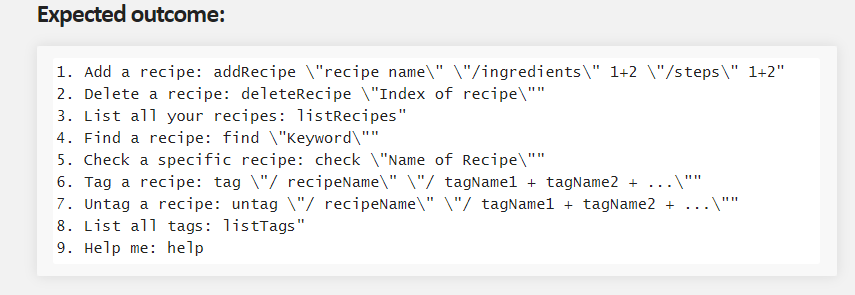 Expected outcome:
1. Add a recipe: addRecipe \"recipe name\" \"/ingredients\" 1+2 \"/steps\" 1+2"
2. Delete a recipe: deleteRecipe \"Index of recipe\""
3. List all your recipes: listRecipes"
4. Find a recipe: find \"Keyword\""
5. Check a specific recipe: check \"Name of Recipe\""
6. Tag a recipe: tag \"/ recipeName\" \"/ tagName1 + tagName2 + ...\""
7. Untag a recipe: untag \"/ recipeName\" \"/ tagName1 + tagName2 + ...\""
8. List all tags: listTags"
9. Help me: help